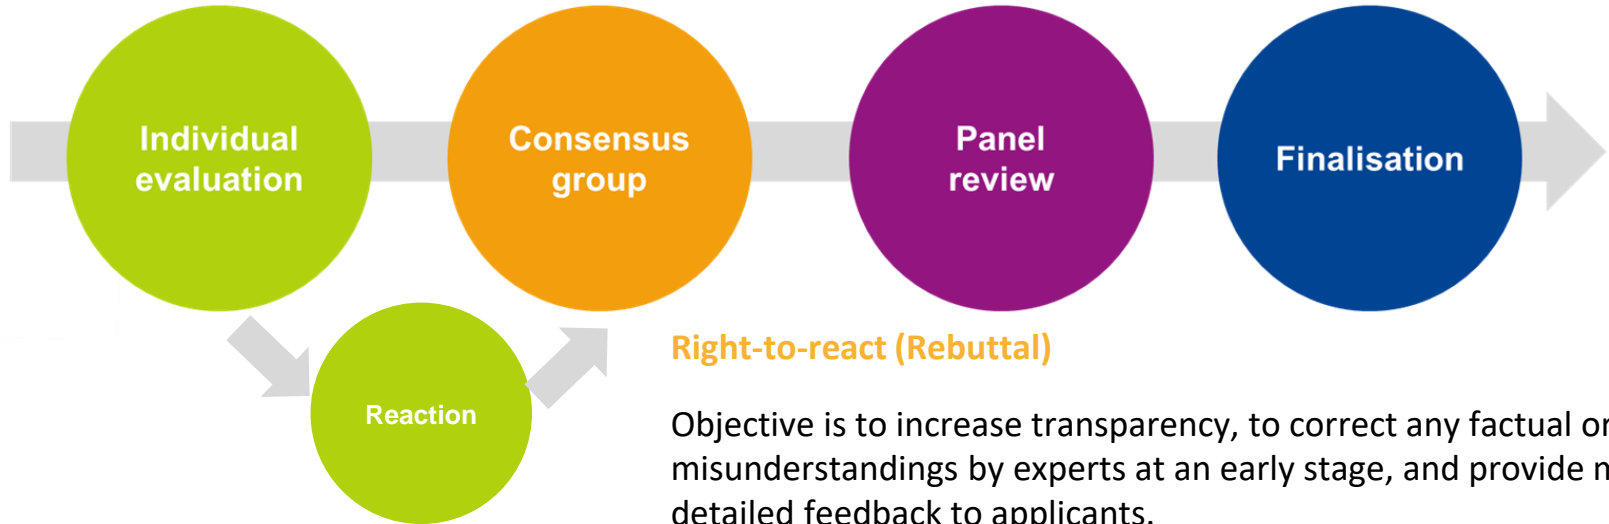 Individual
evaluation
Consensus
group
Panel
review
Finalisation
Reaction
Right-to-react (Rebuttal)
Objective is to increase transparency, to correct any factual or
misunderstandings by experts at an early stage, and provide
detailed feedback to applicants.